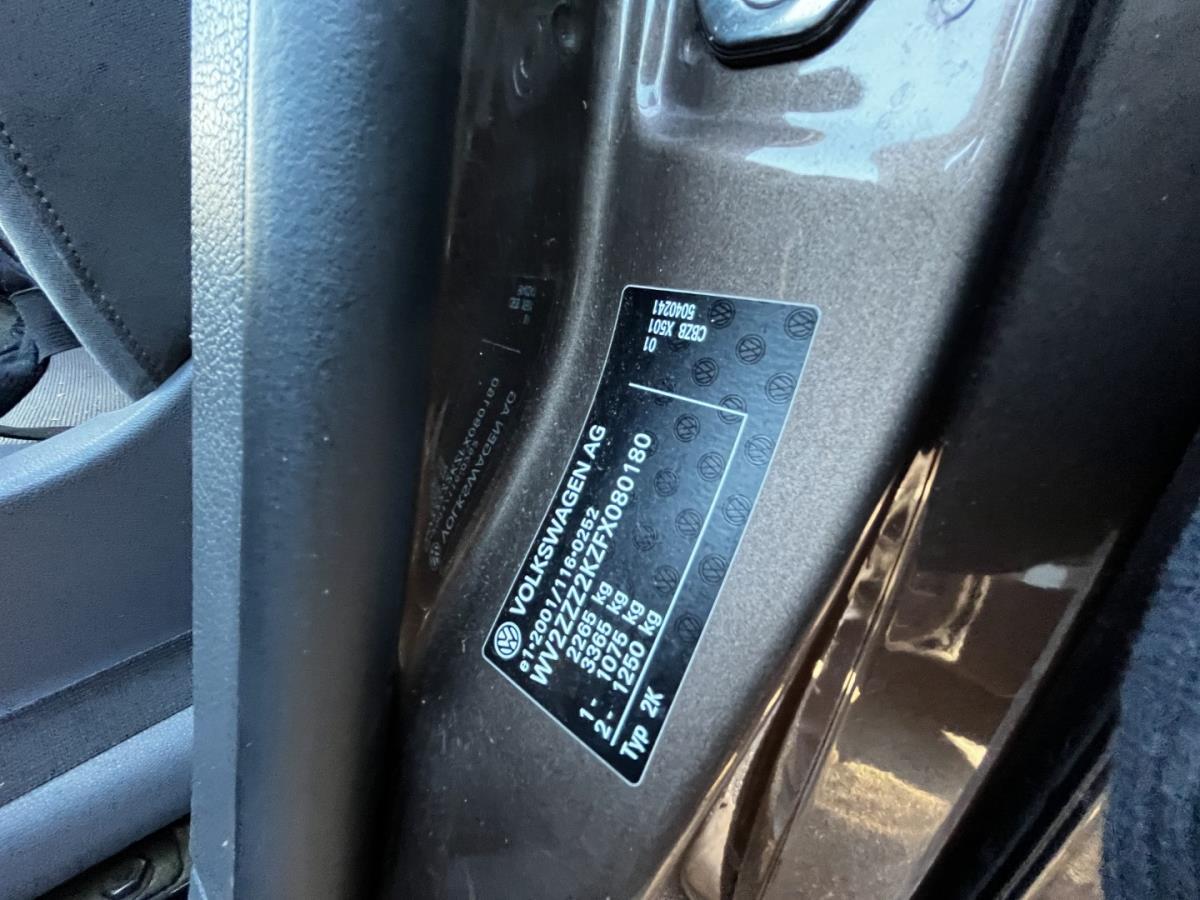 VOLKSWAGEN AG
e1*2001/116*0252
WV2ZZZ2KZFX080180
2265 kg
3365 kg
1 - 1075 kg
2 - 1250 kg
Typ 2K
01
CBZB X501
5040241